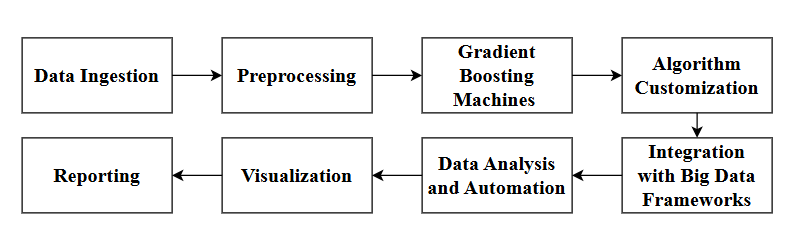 Data Ingestion
Preprocessing
Gradient
Boosting
Machines
Algorithm
Customization
Integration
with Big Data
Frameworks
Data Analysis
and Automation
Visualization
Reporting